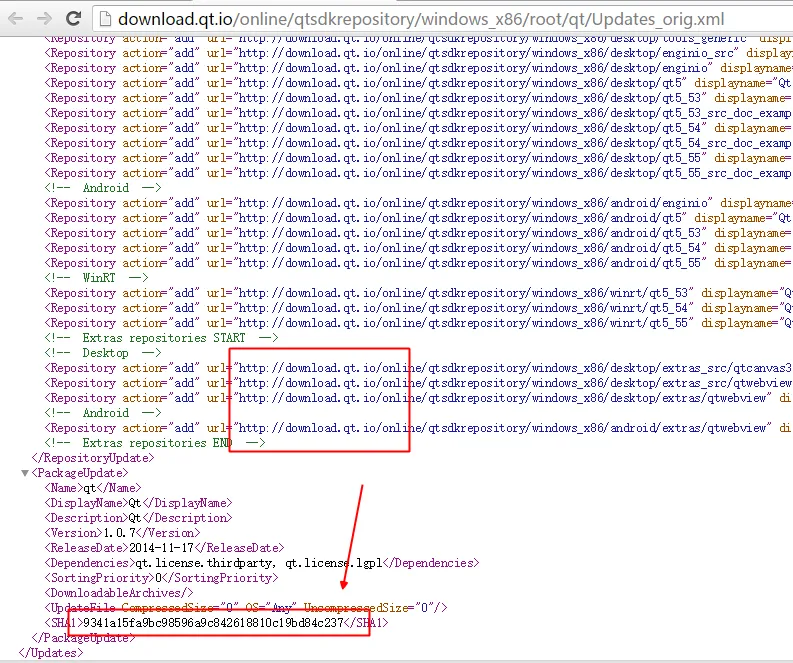 download.qt.io/online/qtsdkrepository/windows_x86/root/qt/Updates_orig.xml
<Repository action="add" url="http://download.qt.io/online/qtsdkrepository/windows_x86/desktop/tools_generic" displayname=
<Repository action="add" url="http://download.qt.io/online/qtsdkrepository/windows_x86/desktop/enginio_src" display
<Repository action="add" url="http://download.qt.io/online/qtsdkrepository/windows_x86/desktop/enginio" displayname
<Repository action="add" url="http://download.qt.io/online/qtsdkrepository/windows_x86/desktop/qt5" displayname="Qt
<Repository action="add" url="http://download.qt.io/online/qtsdkrepository/windows_x86/desktop/qt5_53" displayname=
<Repository action="add" url="http://download.qt.io/online/qtsdkrepository/windows_x86/desktop/qt5_53_src_doc_examp
<Repository action="add" url="http://download.qt.io/online/qtsdkrepository/windows_x86/desktop/qt5_54" displayname=
<Repository action="add" url="http://download.qt.io/online/qtsdkrepository/windows_x86/desktop/qt5_54_src_doc_examp
<Repository action="add" url="http://download.qt.io/online/qtsdkrepository/windows_x86/desktop/qt5_55" displayname=
<Repository action="add" url="http://download.qt.io/online/qtsdkrepository/windows_x86/desktop/qt5_55_src_doc_examp
<!-- Android -->
<Repository action="add" url="http://download.qt.io/online/qtsdkrepository/windows_x86/android/enginio" displayname
<Repository action="add" url="http://download.qt.io/online/qtsdkrepository/windows_x86/android/qt5" displayname="Qt
<Repository action="add" url="http://download.qt.io/online/qtsdkrepository/windows_x86/android/qt5_53" displayname=
<Repository action="add" url="http://download.qt.io/online/qtsdkrepository/windows_x86/android/qt5_54" displayname=
<Repository action="add" url="http://download.qt.io/online/qtsdkrepository/windows_x86/android/qt5_55" displayname=
<!-- WinRT -->
<Repository action="add" url="http://download.qt.io/online/qtsdkrepository/windows_x86/winrt/qt5_53" displayname="Q
<Repository action="add" url="http://download.qt.io/online/qtsdkrepository/windows_x86/winrt/qt5_54" displayname="Q
<Repository action="add" url="http://download.qt.io/online/qtsdkrepository/windows_x86/winrt/qt5_55" displayname="Q
<!-- Extras repositories START -->
<!-- Desktop -->
<Repository action="add" url="http://download.qt.io/online/qtsdkrepository/windows_x86/desktop/extras_src/qtcanvas3
<Repository action="add" url="http://download.qt.io/online/qtsdkrepository/windows_x86/desktop/extras_src/qtwebview
<Repository action="add" url="http://download.qt.io/online/qtsdkrepository/windows_x86/desktop/extras/qtwebview" di
<!-- Android -->
<Repository action="add" url="http://download.qt.io/online/qtsdkrepository/windows_x86/android/extras/qtwebview" di
<!-- Extras repositories END -->
</RepositoryUpdate>
<PackageUpdate>
<Name>qt</Name>
<DisplayName>Qt</DisplayName>
<Description>Qt</Description>
<Version>1.0.7</Version>
<ReleaseDate>2014-11-17</ReleaseDate>
<Dependencies>qt.license.thirdparty, qt.license.lgpl</Dependencies>
<SortingPriority>0</SortingPriority>
<DownloadableArchives/>
<UpdateFile CompressedSize="0" OS="Any" UncompressedSize="0"/>
<SHA1>9341a15fa9bc98596a9c842618810c19bd84c237</SHA1>
</PackageUpdate>
</Updates>